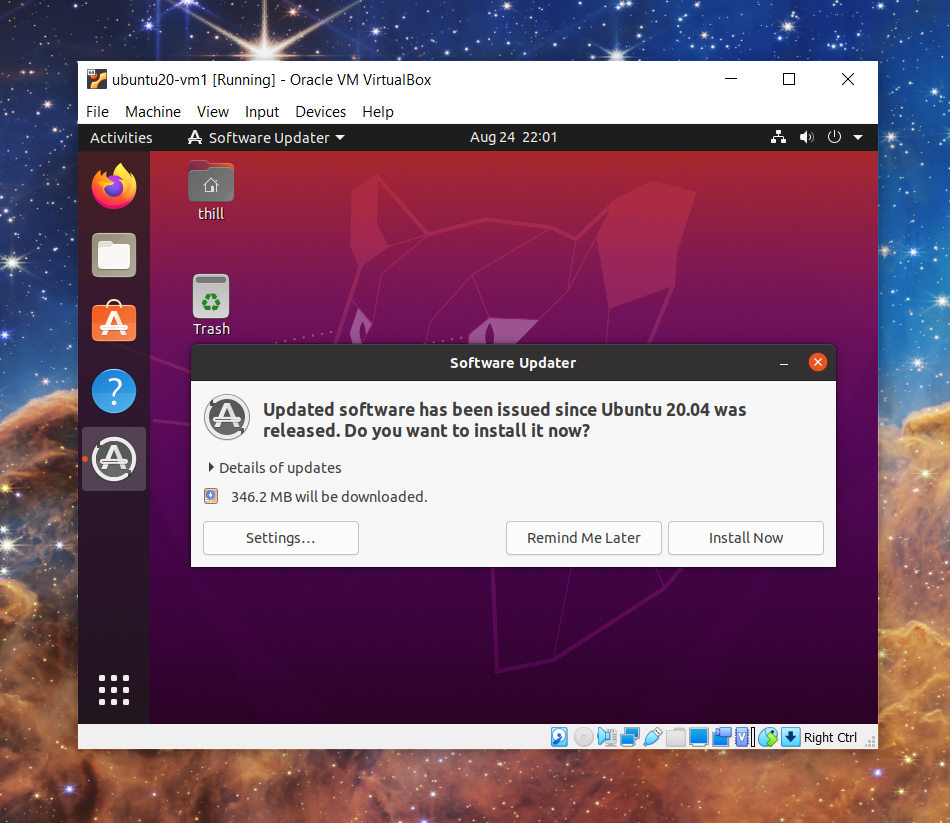 ubuntu20-vm1 [Running] - Oracle VM VirtualBox
File Machine View Input Devices Help
Activities Software Updater Aug 24 22:01
thill
Trash
Software Updater
Updated software has been issued since Ubuntu 20.04 was
released. Do you want to install it now?
Details of updates
346.2 MB will be downloaded.
Settings… Remind Me Later Install Now
Right Ctrl